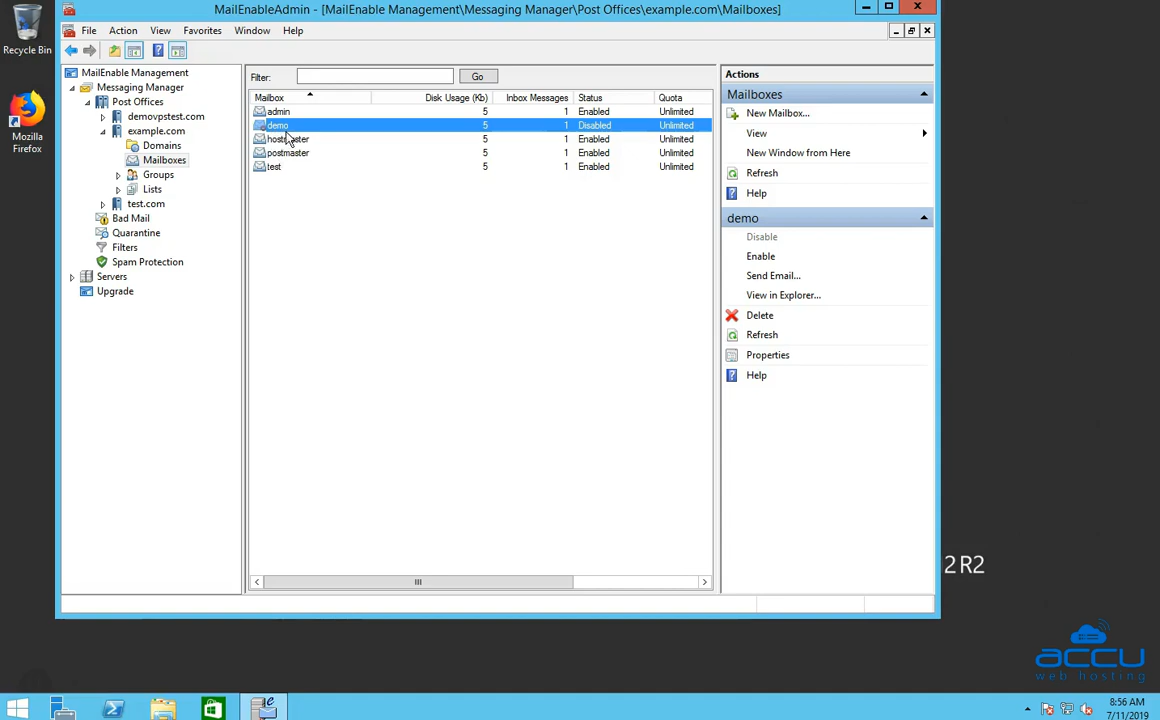 MailEnableAdmin - [MailEnable Management\Messaging Manager\Post Offices\example.com\Mailboxes]
File Action View Favorites Window Help
Recycle Bin
Mozilla
Firefox
MailEnable Management
Messaging Manager
Post Offices
demovpstest.com
example.com
Domains
Mailboxes
Groups
Lists
test.com
Bad Mail
Quarantine
Filters
Spam Protection
Servers
Upgrade
Filter: Go
Mailbox Disk Usage (Kb) Inbox Messages Status Quota
admin 5 1 Enabled Unlimited
demo 5 1 Disabled Unlimited
hostmaster 5 1 Enabled Unlimited
postmaster 5 1 Enabled Unlimited
test 5 1 Enabled Unlimited
Actions
Mailboxes
New Mailbox...
View
New Window from Here
Refresh
Help
demo
Disable
Enable
Send Email...
View in Explorer...
Delete
Refresh
Properties
Help
2 R2
accu
web hosting
8:56 AM
7/11/2019